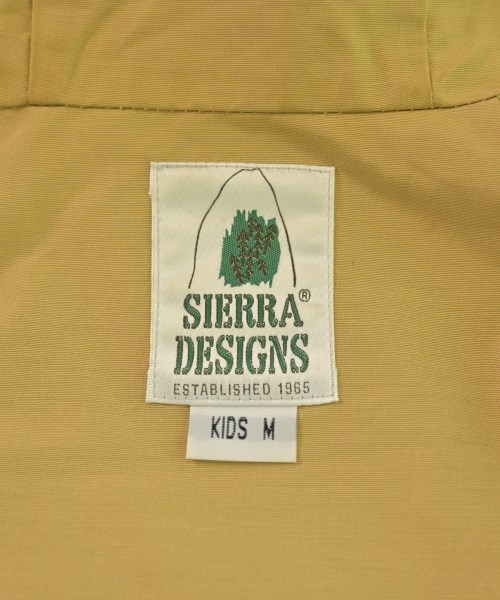 SIERRA®
DESIGNS
ESTABLISHED 1965
KIDS M